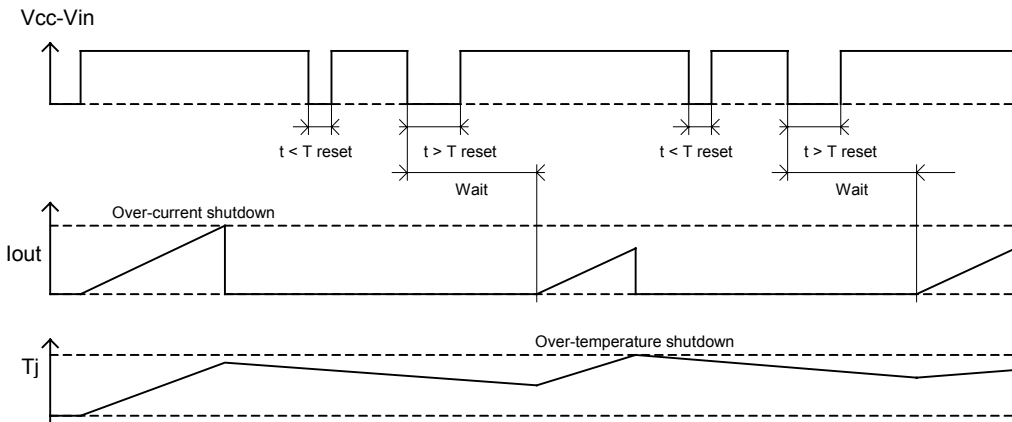 Vcc-Vin
t < T reset
t > T reset
t < T reset
t > T reset
Wait
Wait
Over-current shutdown
Iout
Over-temperature shutdown
Tj